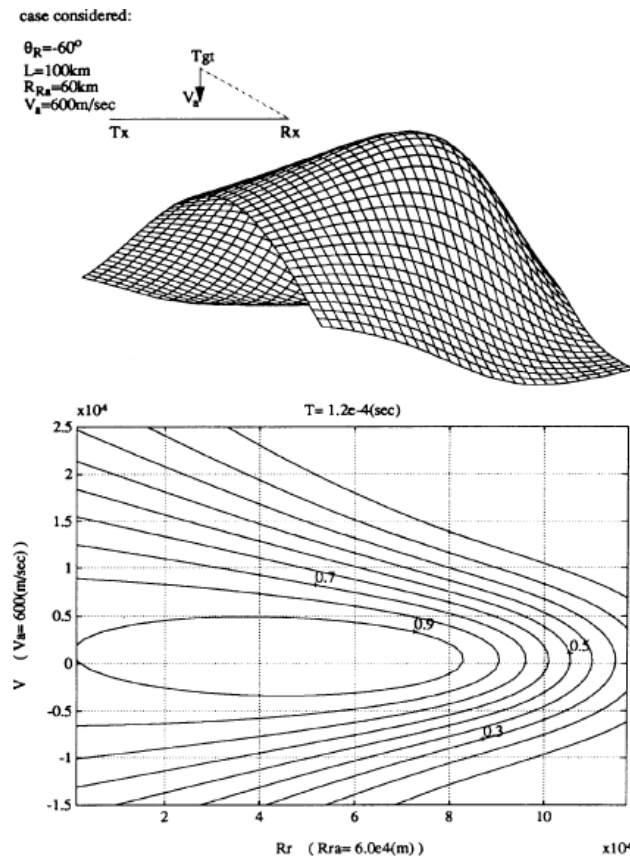 case considered:
θR=-60°
L=100km
RRa=60km
Va=600m/sec
Tgt
Va
Tx
Rx
x10⁴
T= 1.2e-4(sec)
2.5
2
1.5
1
0.5
0
-0.5
-1
-1.5
0.7
0.9
0.5
0.3
V ( Va= 600(m/sec)
2
4
6
8
10
x10⁴
Rr ( Rra= 6.0e4(m) )